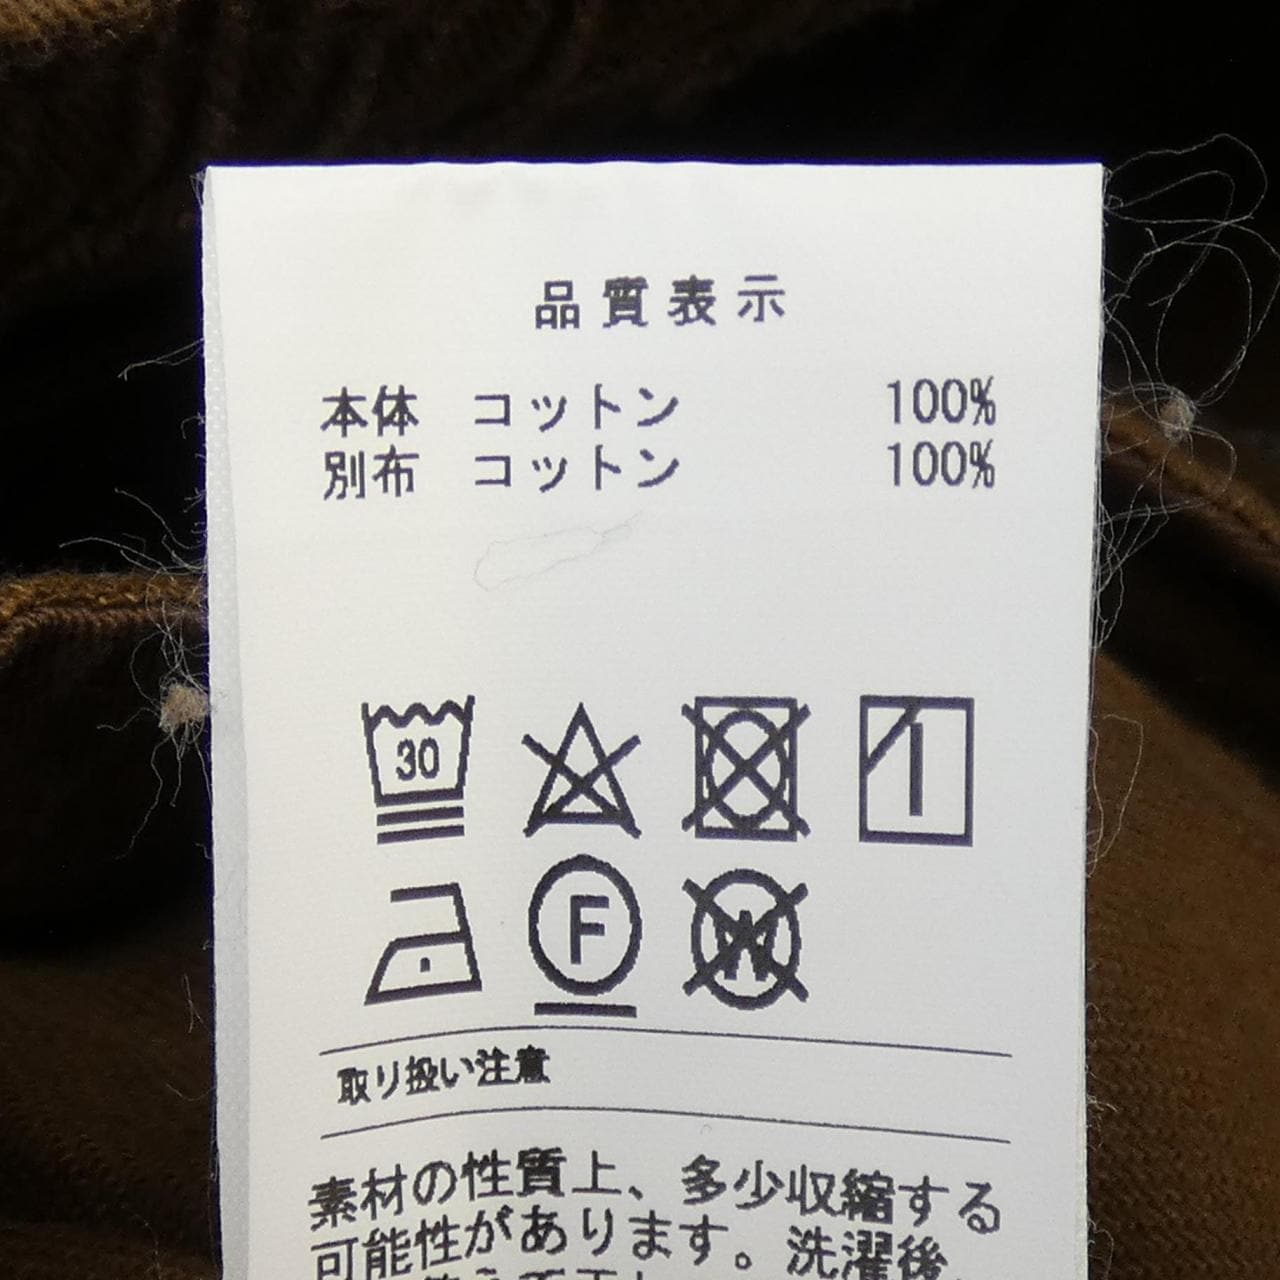 品質表示
本体 コットン 100%
別布 コットン 100%
30
F
W
取り扱い注意
素材の性質上、多少収縮する
可能性があります。洗濯後、